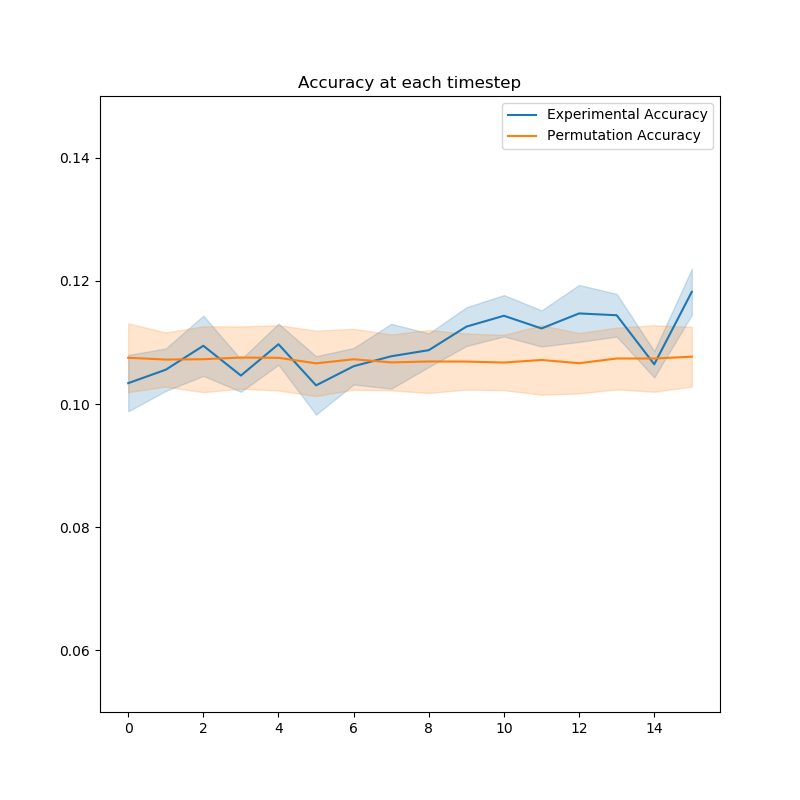 Accuracy at each timestep
Experimental Accuracy
Permutation Accuracy
0.14
0.12
0.10
0.08
0.06
0 2 4 6 8 10 12 14